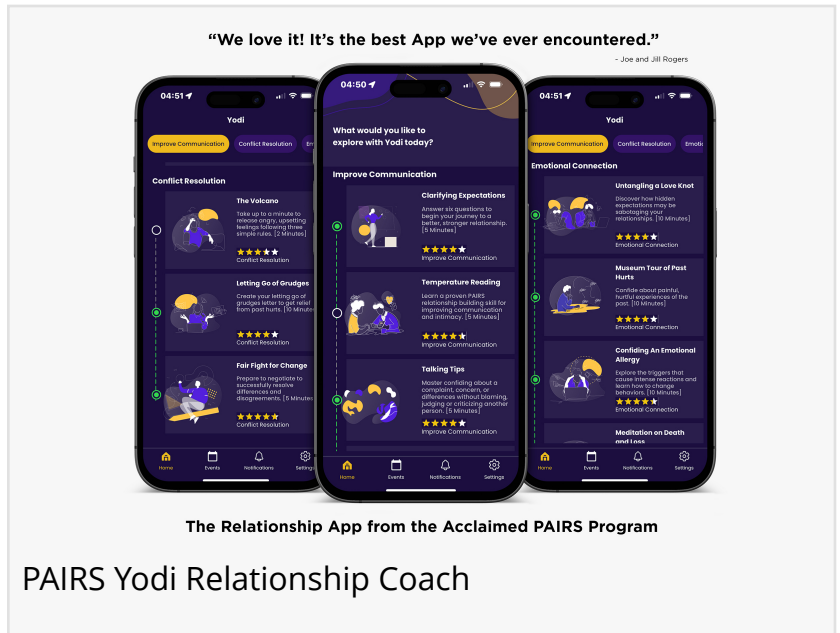 “We love it! It’s the best App we’ve ever encountered.”
- Joe and Jill Rogers
04:51
Yodi
Improve Communication
Conflict Resolution
Em
Conflict Resolution
The Volcano
Take up to a minute to
release angry, upsetting
feelings following three
simple rules. [2 Minutes]
Conflict Resolution
Letting Go of Grudges
Create your letting go of
grudges letter to get relief
from past hurts. [10 Minutes
Conflict Resolution
Fair Fight for Change
Prepare to negotiate to
successfully resolve
differences and
disagreements. [5 Minutes
Conflict Resolution
Home
Events
Notifications
Settings
04:50
What would you like to
explore with Yodi today?
Improve Communication
Clarifying Expectations
Answer six questions to
begin your journey to a
better, stronger relationship.
[5 Minutes]
Improve Communication
Temperature Reading
Learn a proven PAIRS
relationship building skill for
improving communication
and intimacy. [5 Minutes]
Improve Communication
Talking Tips
Master confiding about a
complaint, concern, or
differences without blaming,
judging or criticizing another
person. [5 Minutes]
Improve Communication
Home
Events
Notifications
Settings
04:51
Yodi
Improve Communication
Conflict Resolution
Emotio
Emotional Connection
Untangling a Love Knot
Discover how hidden
expectations may be
sabotaging your
relationships. [10 Minutes]
Emotional Connection
Museum Tour of Past
Hurts
Confide about painful,
hurtful experiences of the
past. [10 Minutes]
Emotional Connection
Confiding An Emotional
Allergy
Explore the triggers that
cause intense reactions and
learn how to change
behaviors. [10 Minutes]
Emotional Connection
Meditation on Death
and Loss
Home
Events
Notifications
Settings
The Relationship App from the Acclaimed PAIRS Program
PAIRS Yodi Relationship Coach